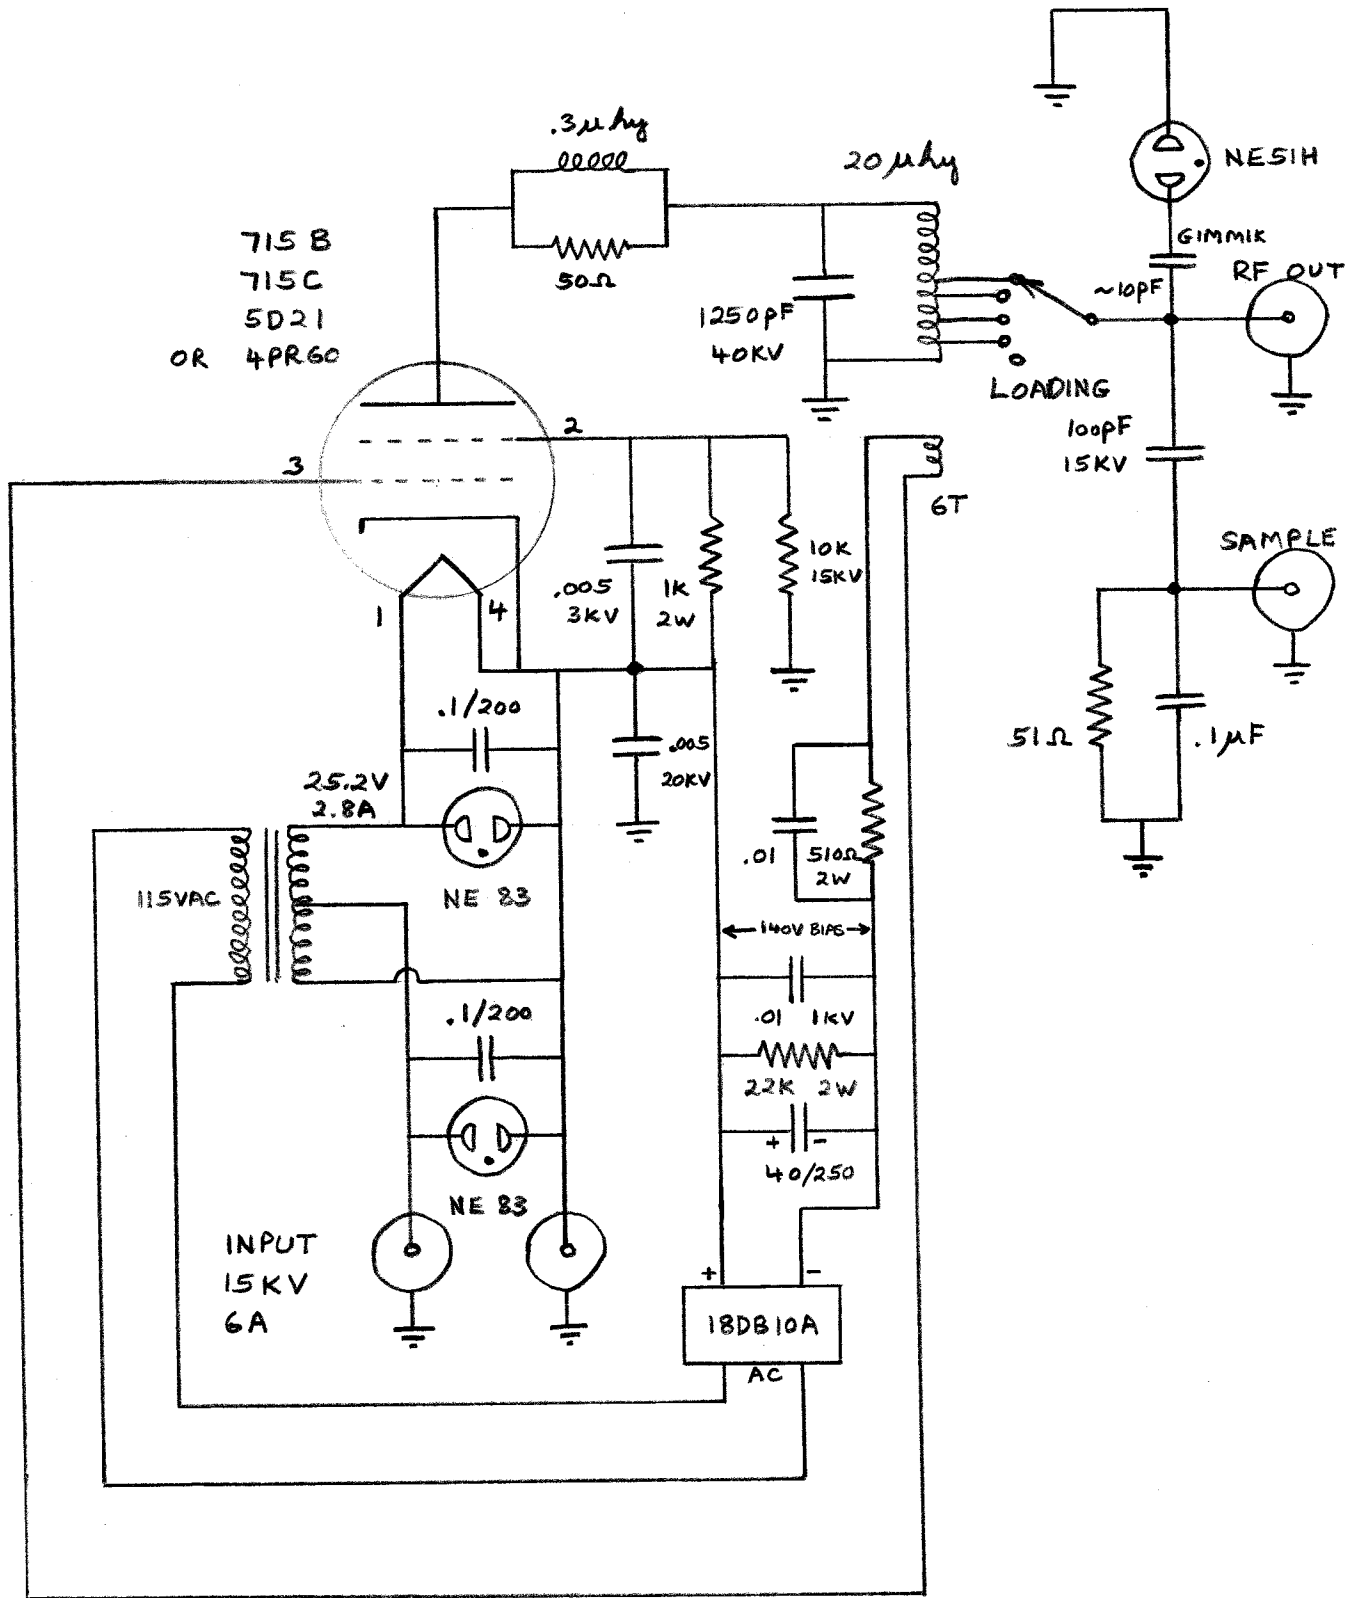 .3μhy
50Ω
20μhy
NE51H
GIMMIK
~10pF
RF OUT
715B
715C
5D21
OR 4PR60
1250pF
40KV
LOADING
100pF
15KV
2
3
1
4
.005
3KV
1K
2W
10K
15KV
6T
SAMPLE
51Ω
.1μF
.1/200
.005
20KV
25.2V
2.8A
NE 83
115VAC
.01
510Ω
2W
←140V BIAS→
.01 1KV
22K 2W
+ -
40/250
.1/200
NE 83
INPUT
15KV
6A
+ -
18DB10A
AC